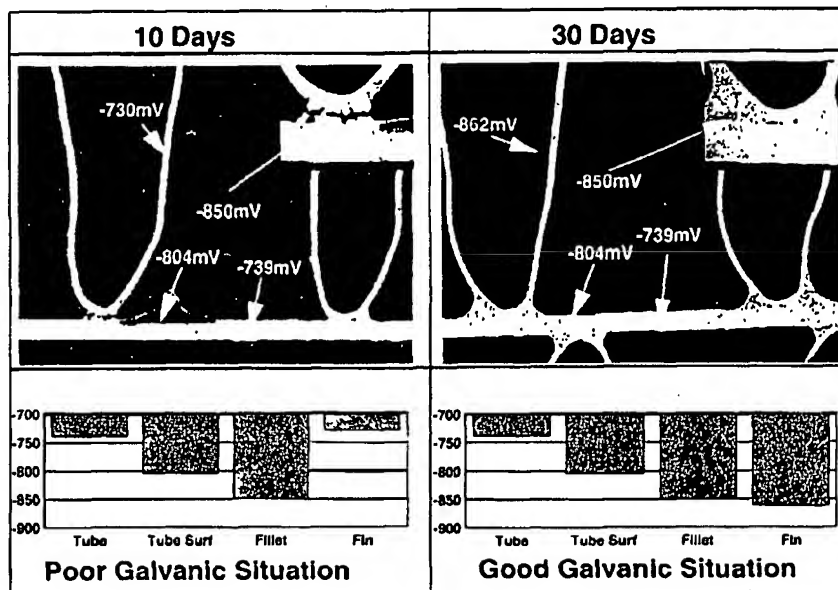 10 Days
30 Days
-730mV
-850mV
-804mV
-739mV
-862mV
-850mV
-804mV
-739mV
-700
-750
-800
-850
-900
Tube Tube Surf Fillet Fin
-700
-750
-800
-850
-900
Tube Tube Surf Fillet Fin
Poor Galvanic Situation
Good Galvanic Situation